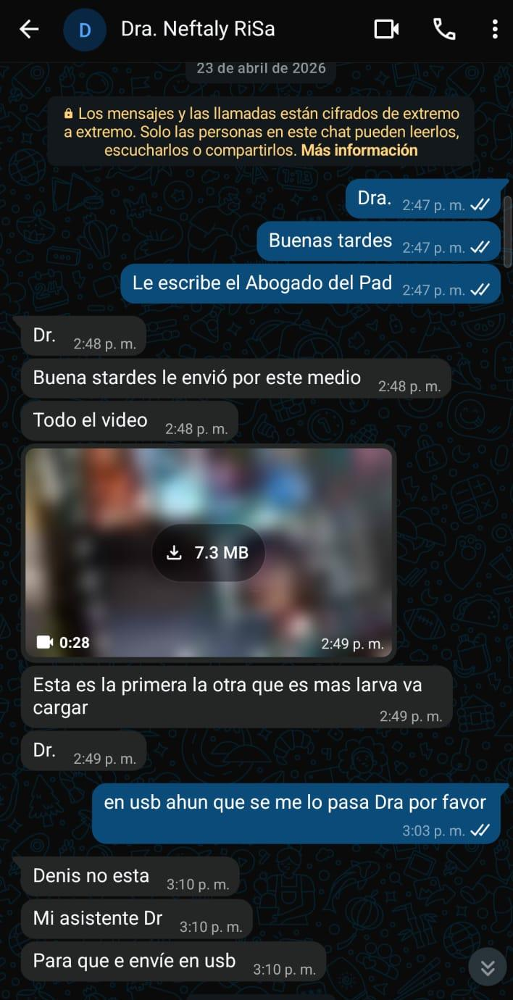 D
Dra. Neftaly RiSa
23 de abril de 2026
Los mensajes y las llamadas están cifrados de extremo
a extremo. Solo las personas en este chat pueden leerlos,
escucharlos o compartirlos. Más información
Dra. 2:47 p. m.
Buenas tardes 2:47 p. m.
Le escribe el Abogado del Pad 2:47 p. m.
Dr. 2:48 p. m.
Buena stardes le envió por este medio 2:48 p. m.
Todo el video 2:48 p. m.
7.3 MB
0:28 2:49 p. m.
Esta es la primera la otra que es mas larva va
cargar
2:49 p. m.
Dr. 2:49 p. m.
en usb ahun que se me lo pasa Dra por favor
3:03 p. m.
Denis no esta 3:10 p. m.
Mi asistente Dr 3:10 p. m.
Para que e envíe en usb 3:10 p. m.